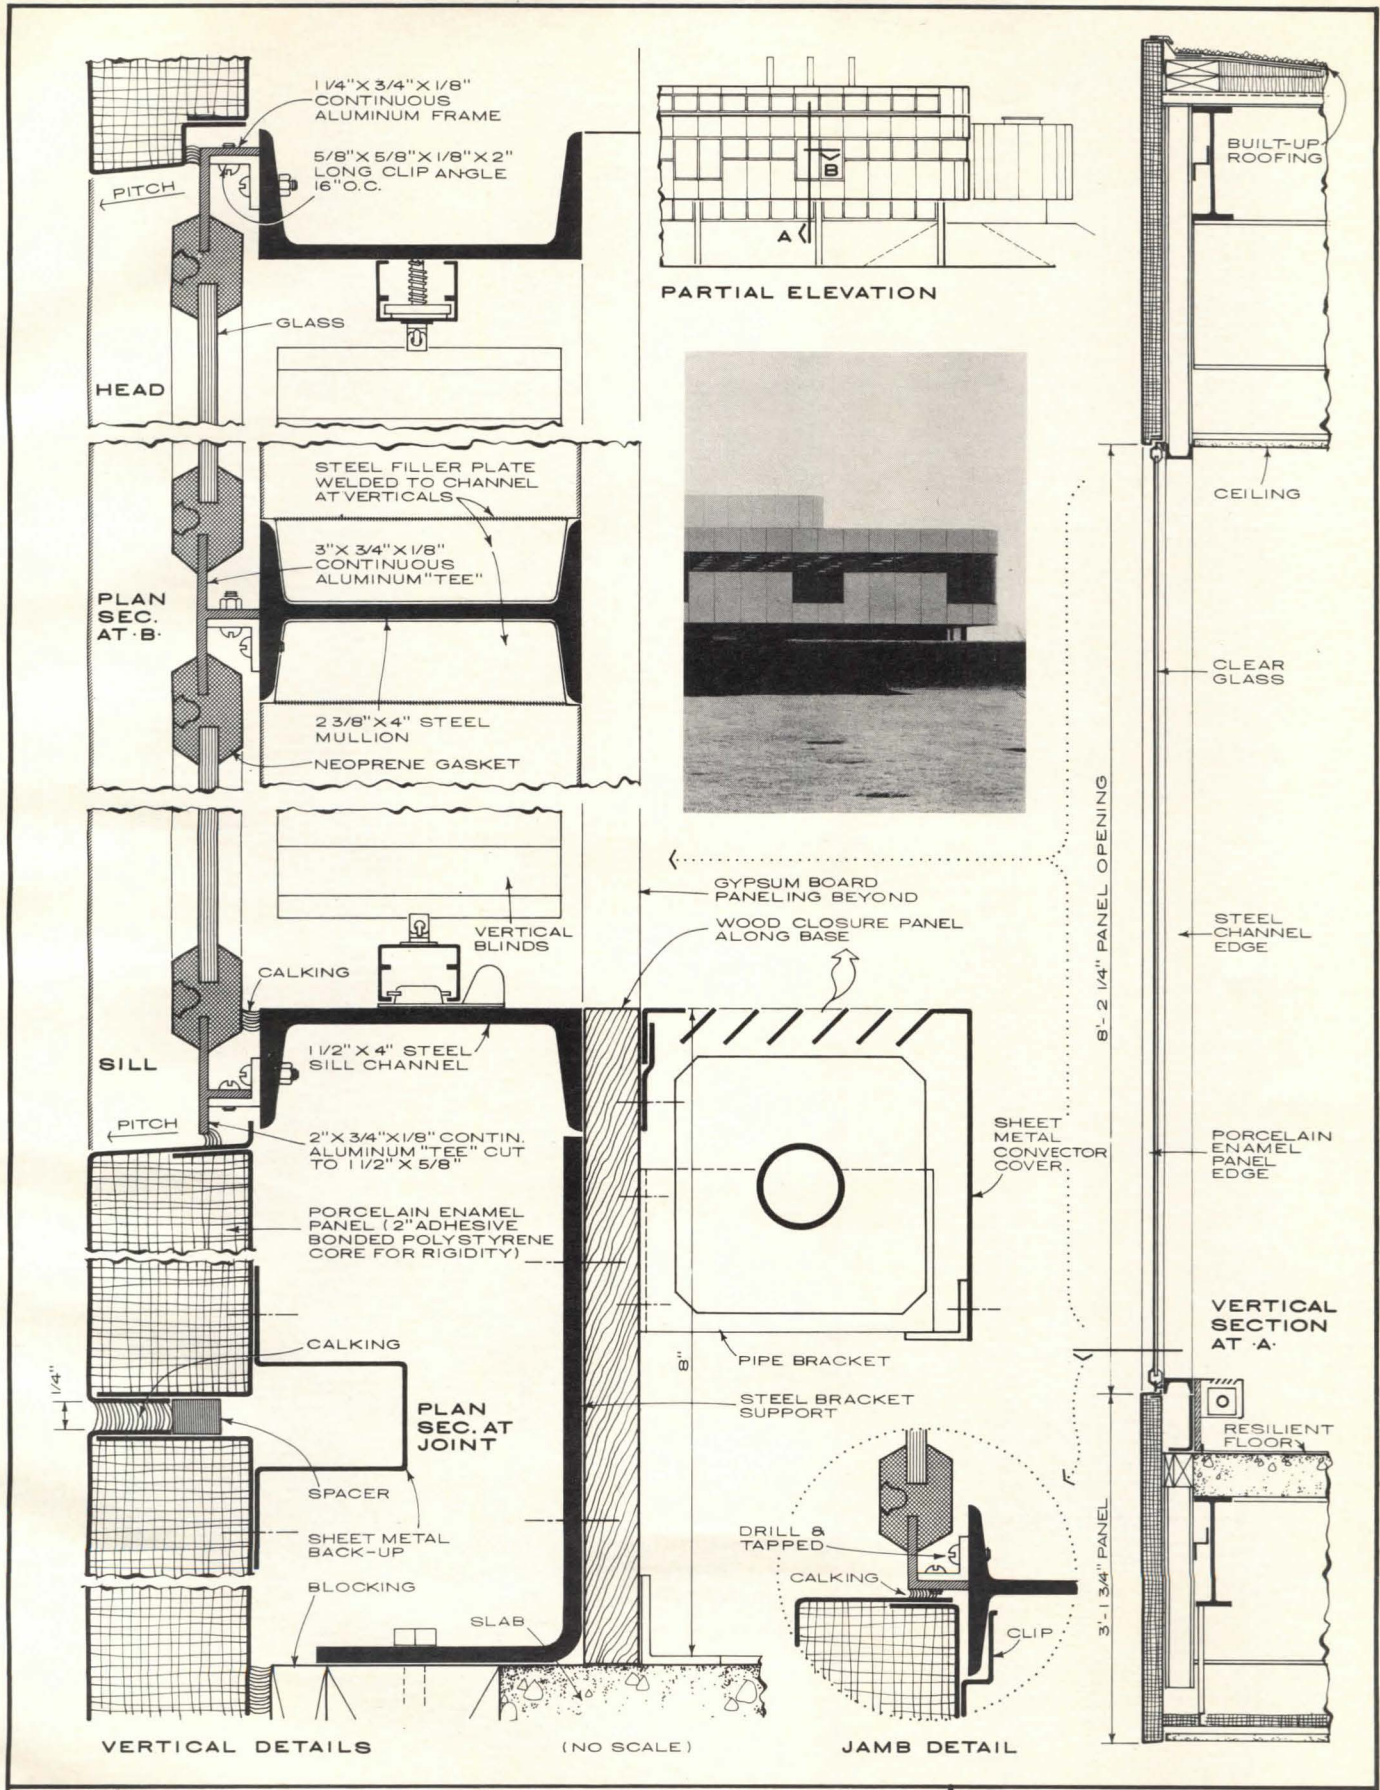 1 1/4" X 3/4" X 1/8"
CONTINUOUS
ALUMINUM FRAME
5/8" X 5/8" X 1/8" X 2"
LONG CLIP ANGLE
16" O.C.
PITCH
GLASS
HEAD
STEEL FILLER PLATE
WELDED TO CHANNEL
AT VERTICALS
3" X 3/4" X 1/8"
CONTINUOUS
ALUMINUM "TEE"
PLAN
SEC.
AT ·B·
2 3/8" X 4" STEEL
MULLION
NEOPRENE GASKET
VERTICAL
BLINDS
CALKING
1 1/2" X 4" STEEL
SILL CHANNEL
SILL
PITCH
2" X 3/4" X 1/8" CONTIN.
ALUMINUM "TEE" CUT
TO 1 1/2" X 5/8"
PORCELAIN ENAMEL
PANEL (2" ADHESIVE
BONDED POLYSTYRENE
CORE FOR RIGIDITY)
CALKING
1/4"
PLAN
SEC. AT
JOINT
SPACER
SHEET METAL
BACK-UP
BLOCKING
SLAB
VERTICAL DETAILS
(NO SCALE)
A
B
PARTIAL ELEVATION
GYPSUM BOARD
PANELING BEYOND
WOOD CLOSURE PANEL
ALONG BASE
SHEET
METAL
CONVECTOR
COVER
8"
PIPE BRACKET
STEEL BRACKET
SUPPORT
DRILL &
TAPPED
CALKING
CLIP
JAMB DETAIL
BUILT-UP
ROOFING
CEILING
CLEAR
GLASS
8'- 2 1/4" PANEL OPENING
STEEL
CHANNEL
EDGE
PORCELAIN
ENAMEL
PANEL
EDGE
VERTICAL
SECTION
AT ·A·
RESILIENT
FLOOR
3'-1 3/4" PANEL